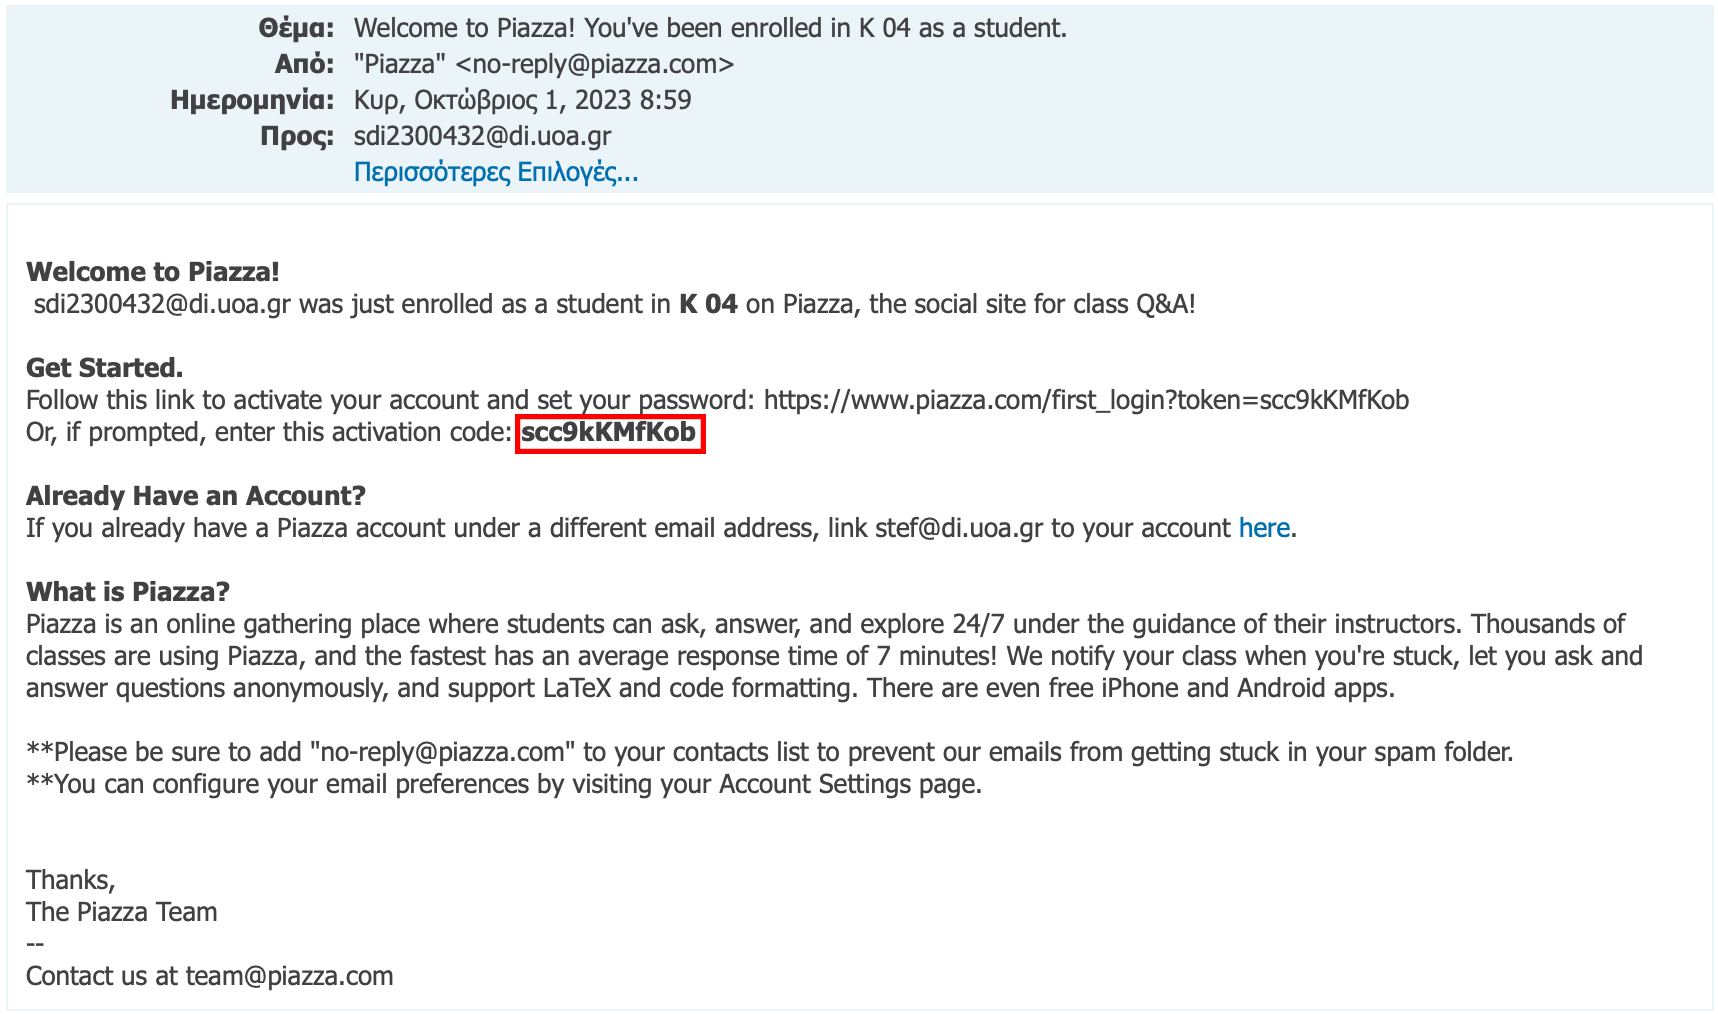 Θέμα: Welcome to Piazza! You've been enrolled in K 04 as a student.
Από: "Piazza" <no-reply@piazza.com>
Ημερομηνία: Κυρ, Οκτώβριος 1, 2023 8:59
Προς: sdi2300432@di.uoa.gr
Περισσότερες Επιλογές...
Welcome to Piazza!
sdi2300432@di.uoa.gr was just enrolled as a student in K 04 on Piazza, the social site for class Q&A!
Get Started.
Follow this link to activate your account and set your password: https://www.piazza.com/first_login?token=scc9kKMfKob
Or, if prompted, enter this activation code: scc9kKMfKob
Already Have an Account?
If you already have a Piazza account under a different email address, link stef@di.uoa.gr to your account here.
What is Piazza?
Piazza is an online gathering place where students can ask, answer, and explore 24/7 under the guidance of their instructors. Thousands of
classes are using Piazza, and the fastest has an average response time of 7 minutes! We notify your class when you're stuck, let you ask and
answer questions anonymously, and support LaTeX and code formatting. There are even free iPhone and Android apps.
**Please be sure to add "no-reply@piazza.com" to your contacts list to prevent our emails from getting stuck in your spam folder.
**You can configure your email preferences by visiting your Account Settings page.
Thanks,
The Piazza Team
--
Contact us at team@piazza.com